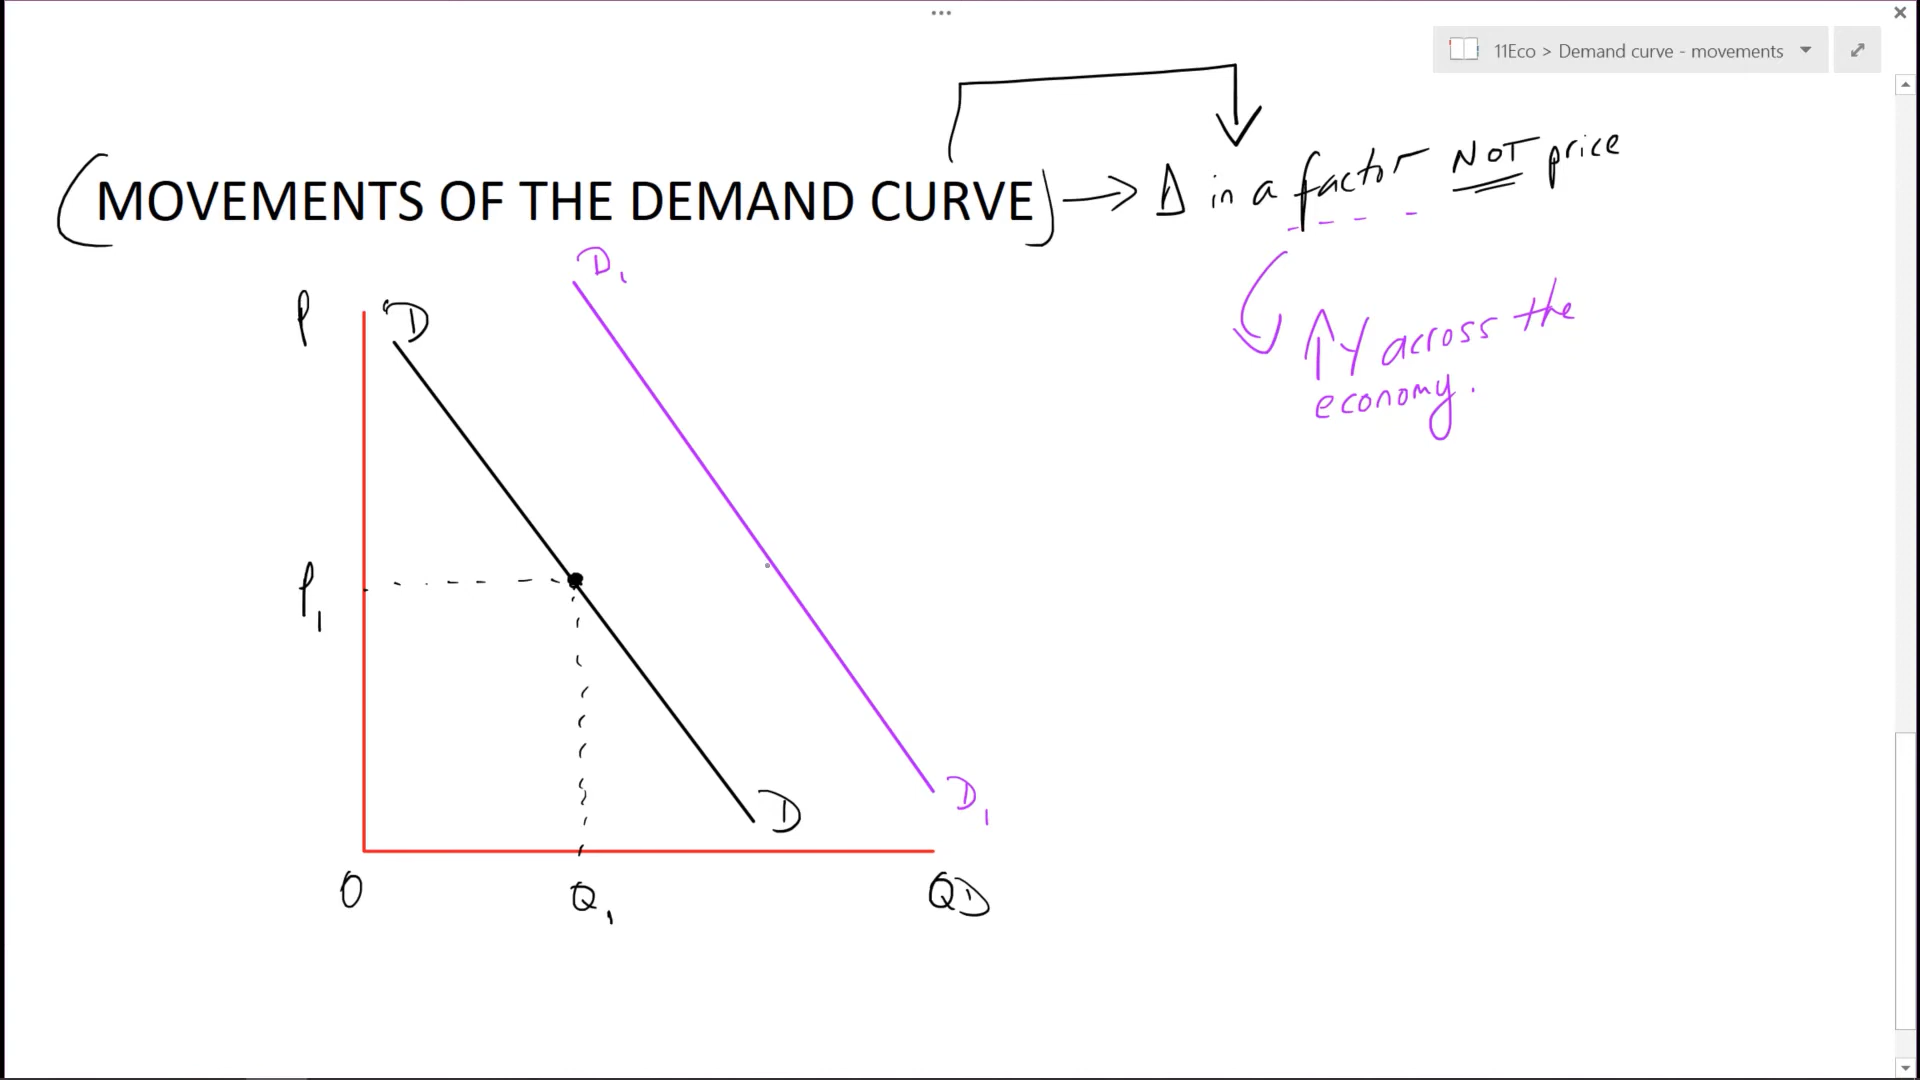 11Eco > Demand curve - movements
MOVEMENTS OF THE DEMAND CURVE → Δ in a factor NOT price
↑Y across the
economy.
D₁
P
D
P₁
D₁
D
O
Q₁
QD